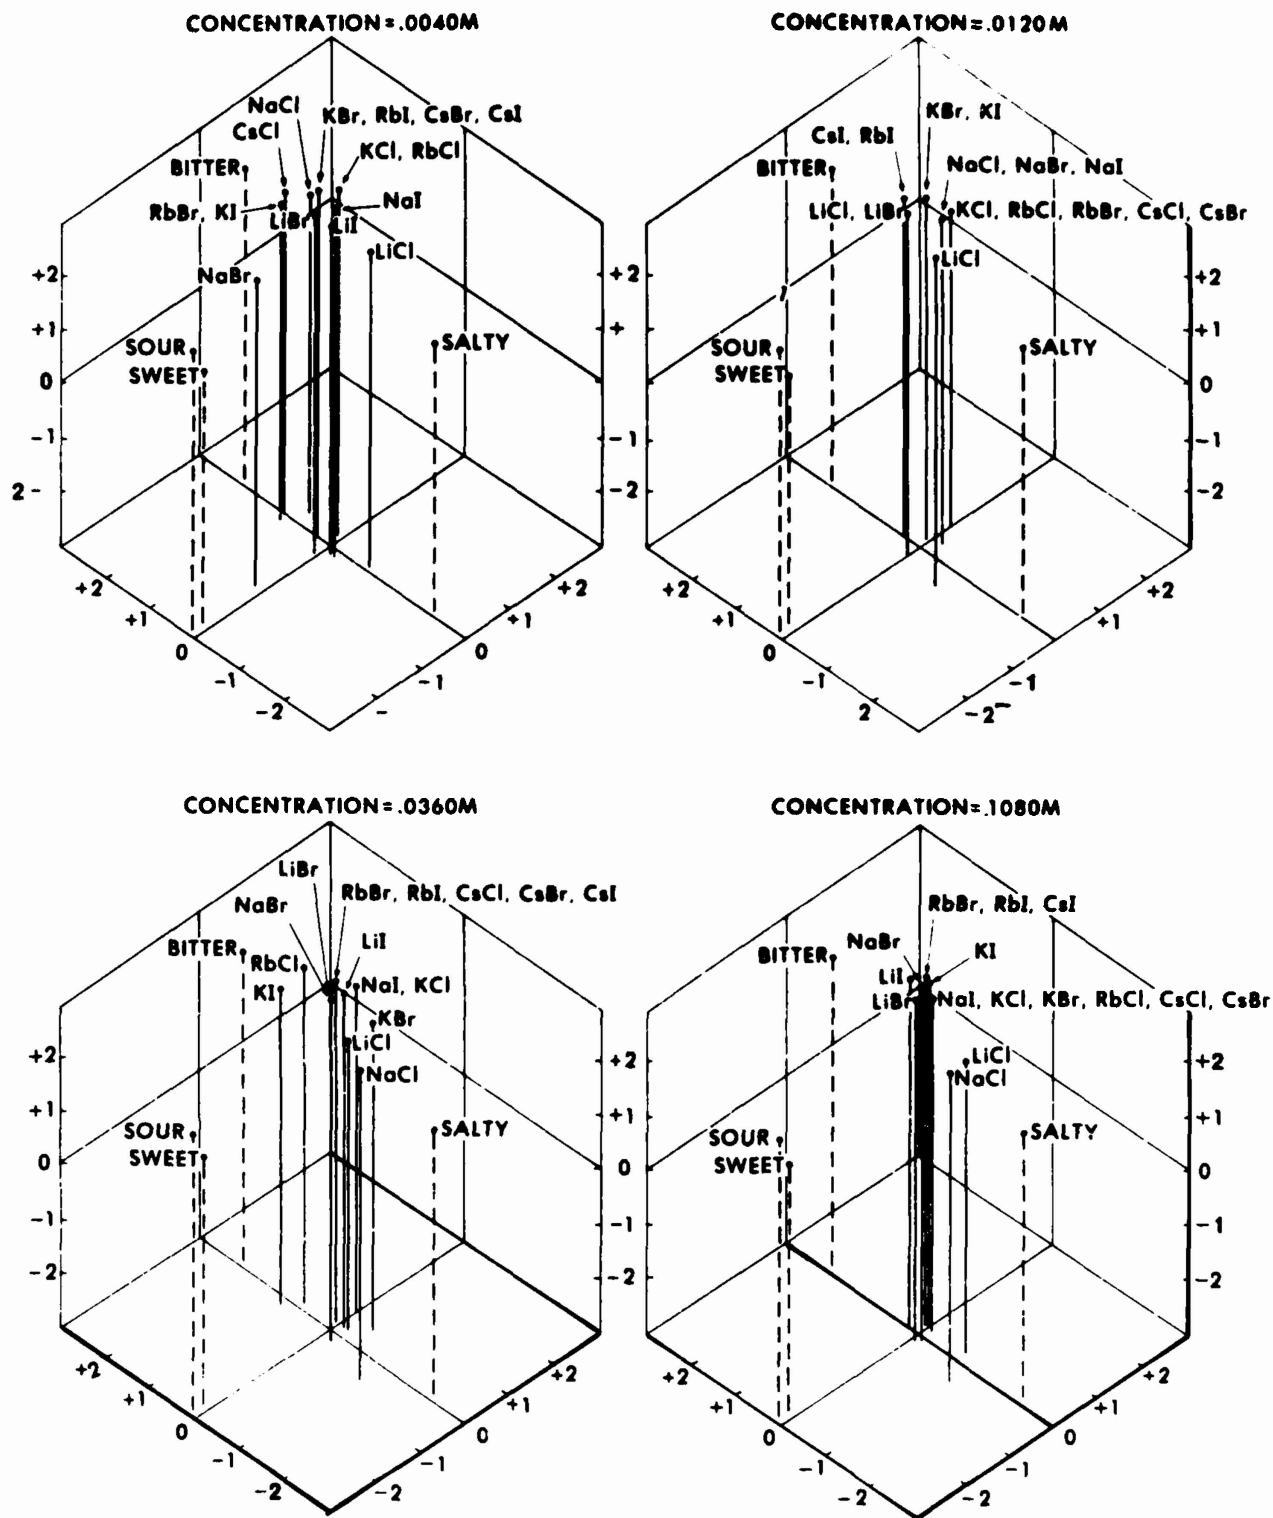 CONCENTRATION=.0040M
NaCl
KBr, RbI, CsBr, CsI
CsCl
KCl, RbCl
BITTER
RbBr, KI
LiBr
NaI
LiI
LiCl
NaBr
+2
+2
+1
+
SOUR
SALTY
SWEET
0
0
-1
-1
2-
-2
+2
+2
+1
+1
0
0
-1
-1
-2
-
CONCENTRATION=.0120M
KBr, KI
CsI, RbI
BITTER
NaCl, NaBr, NaI
LiCl, LiBr
KCl, RbCl, RbBr, CsCl, CsBr
LiCl
+2
+1
SOUR
SALTY
SWEET
0
-1
-2
+2
+2
+1
+1
0
0
-1
-1
2
-2
CONCENTRATION=.0360M
LiBr
RbBr, RbI, CsCl, CsBr, CsI
NaBr
LiI
BITTER
RbCl
KI
NaI, KCl
KBr
LiCl
NaCl
+2
+2
+1
+1
SOUR
SALTY
SWEET
0
0
-1
-1
-2
-2
+2
+2
+1
+1
0
0
-1
-1
-2
-2
CONCENTRATION=.1080M
RbBr, RbI, CsI
NaBr
KI
BITTER
LiI
LiBr
NaI, KCl, KBr, RbCl, CsCl, CsBr
LiCl
NaCl
+2
+1
SOUR
SALTY
SWEET
0
-1
-2
+2
+2
+1
+1
0
0
-1
-1
-2
-2